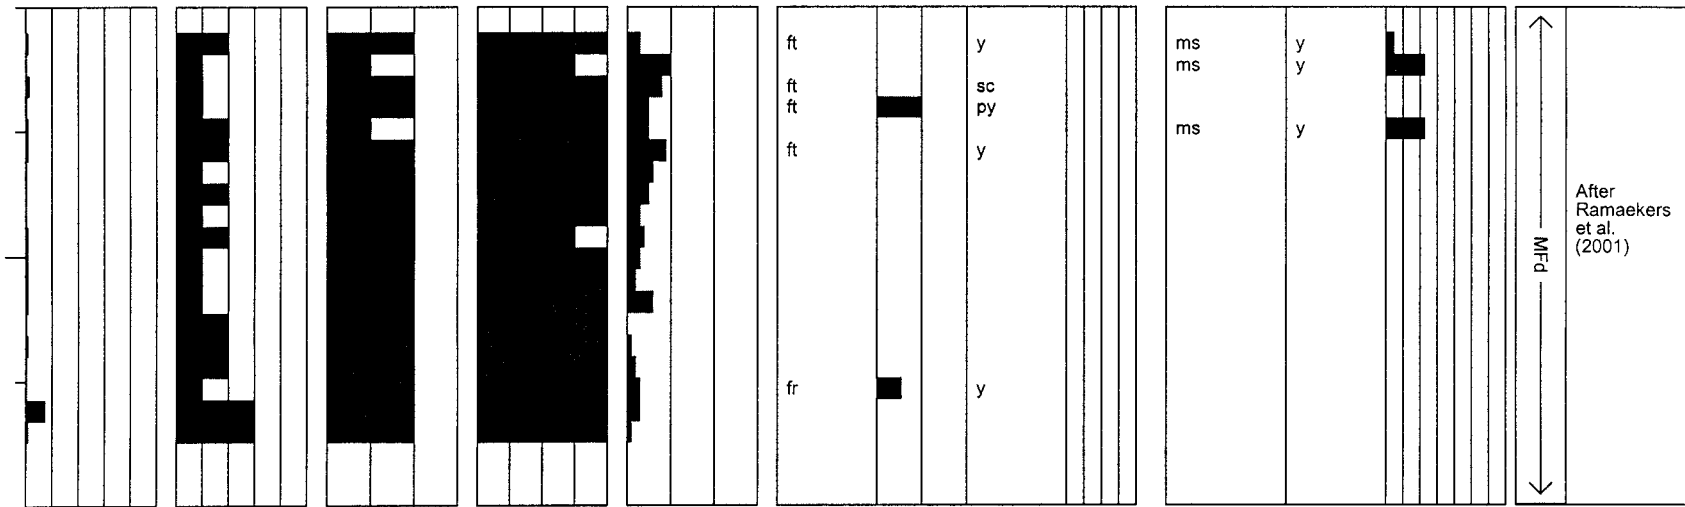 ft y ms y
ms y
ft sc
ft py
ms y
ft y
After
Ramaekers
et al.
(2001)
MFd
fr y